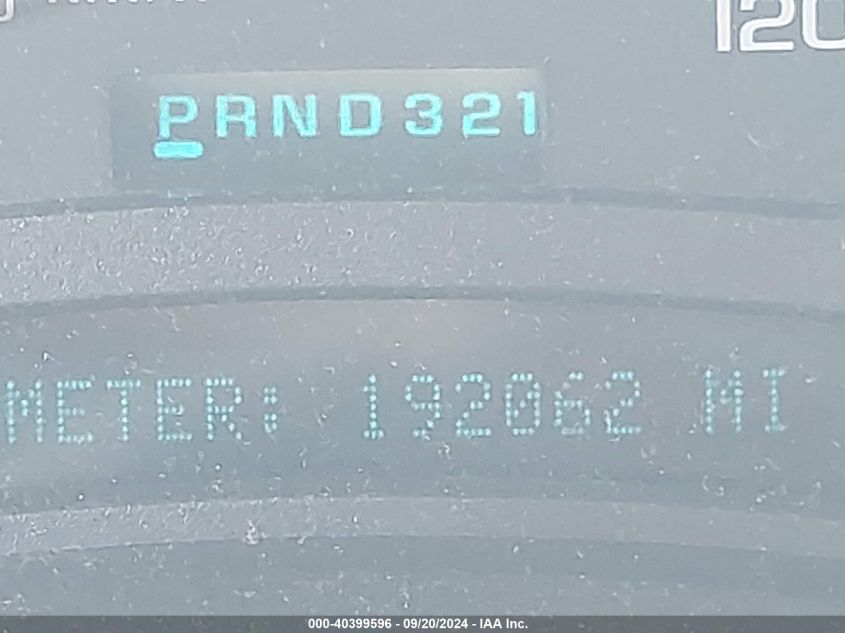 120
PRND321
METER: 192062 MI
000-40399596 - 09/20/2024 - IAA Inc.